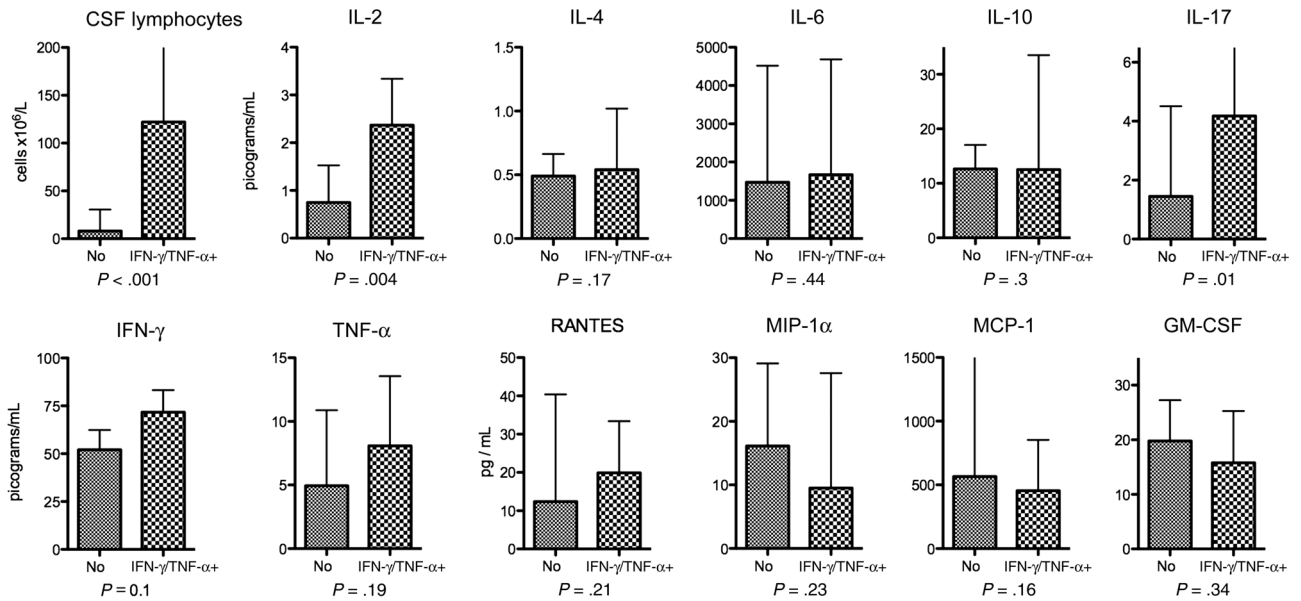 CSF lymphocytes
200
150
100
50
0
cells x10⁶/L
No IFN-γ/TNF-α+
P < .001
IL-2
4
3
2
1
0
picograms/mL
No IFN-γ/TNF-α+
P = .004
IL-4
1.5
1.0
0.5
0.0
No IFN-γ/TNF-α+
P = .17
IL-6
5000
4000
3000
2000
1000
0
No IFN-γ/TNF-α+
P = .44
IL-10
30
20
10
0
No IFN-γ/TNF-α+
P = .3
IL-17
6
4
2
0
No IFN-γ/TNF-α+
P = .01
IFN-γ
100
75
50
25
0
picograms/mL
No IFN-γ/TNF-α+
P = 0.1
TNF-α
15
10
5
0
No IFN-γ/TNF-α+
P = .19
RANTES
50
40
30
20
10
0
pg / mL
No IFN-γ/TNF-α+
P = .21
MIP-1α
30
20
10
0
No IFN-γ/TNF-α+
P = .23
MCP-1
1500
1000
500
0
No IFN-γ/TNF-α+
P = .16
GM-CSF
30
20
10
0
No IFN-γ/TNF-α+
P = .34